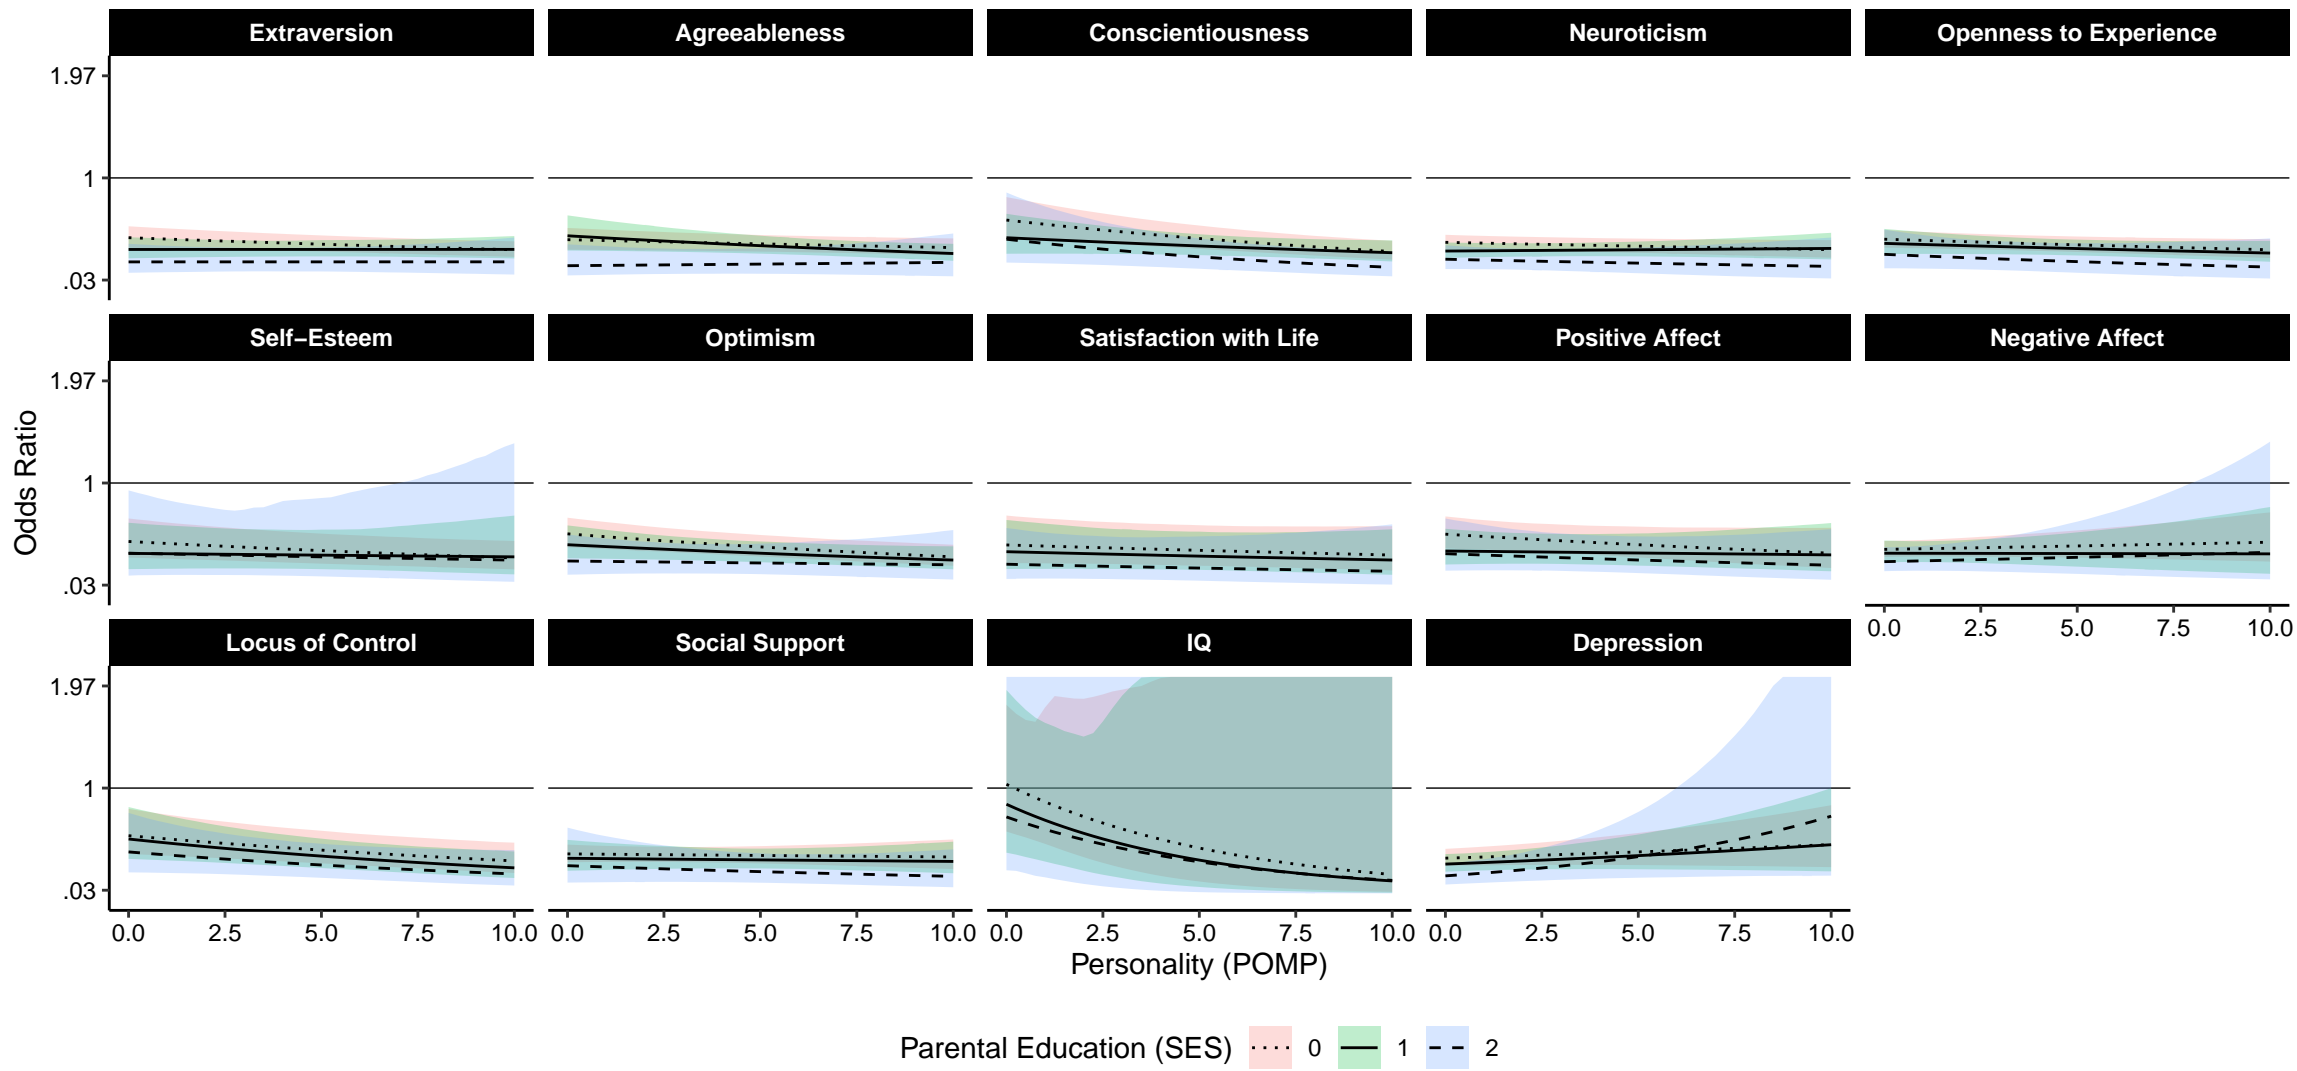 Extraversion Agreeableness Conscientiousness Neuroticism Openness to Experience
1.97
1
.03
Self−Esteem Optimism Satisfaction with Life Positive Affect Negative Affect
1.97
1
.03
0.0 2.5 5.0 7.5 10.0
Odds Ratio
Locus of Control Social Support IQ Depression
1.97
1
.03
0.0 2.5 5.0 7.5 10.0 0.0 2.5 5.0 7.5 10.0 0.0 2.5 5.0 7.5 10.0 0.0 2.5 5.0 7.5 10.0
Personality (POMP)
Parental Education (SES) 0 1 2